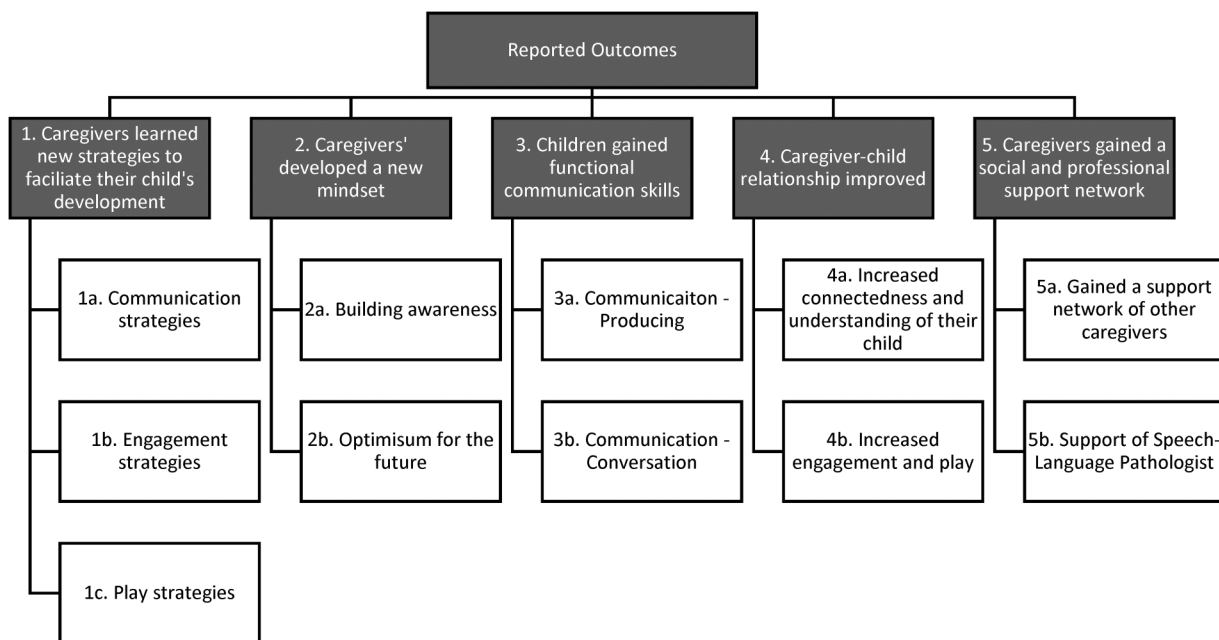 Reported Outcomes
1. Caregivers learned
new strategies to
faciliate their child's
development
2. Caregivers'
developed a new
mindset
3. Children gained
functional
communication skills
4. Caregiver-child
relationship improved
5. Caregivers gained a
social and professional
support network
1a. Communication
strategies
2a. Building awareness
3a. Communicaiton -
Producing
4a. Increased
connectedness and
understanding of their
child
5a. Gained a support
network of other
caregivers
1b. Engagement
strategies
2b. Optimisum for the
future
3b. Communication -
Conversation
4b. Increased
engagement and play
5b. Support of Speech-
Language Pathologist
1c. Play strategies